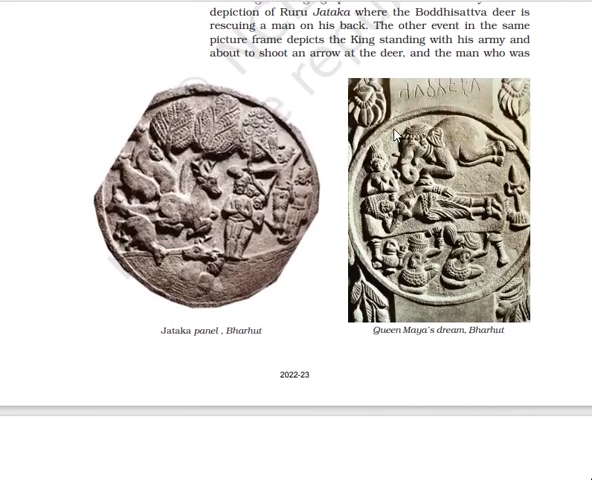 depiction of Ruru Jataka where the Boddhisattva deer is
rescuing a man on his back. The other event in the same
picture frame depicts the King standing with his army and
about to shoot an arrow at the deer, and the man who was
Jataka panel , Bharhut
Queen Maya's dream, Bharhut
2022-23